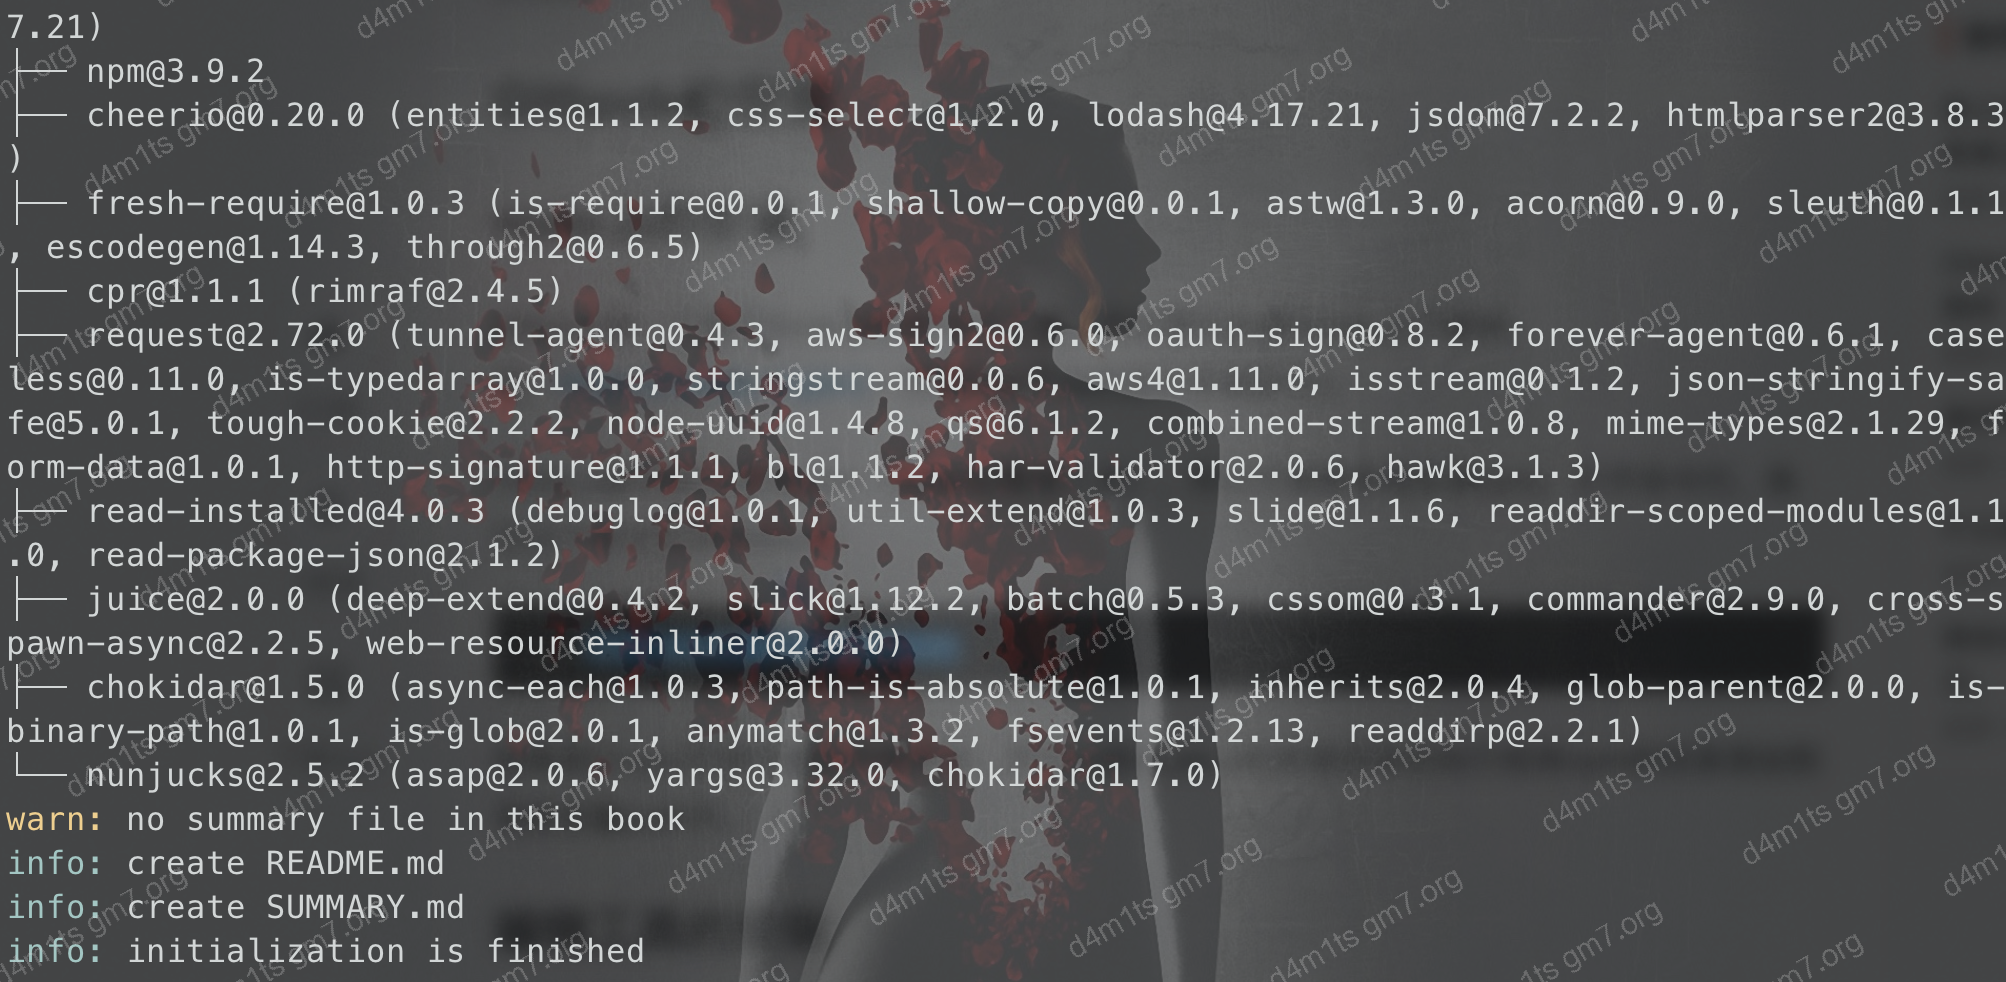 7.21)
├── npm@3.9.2
├── cheerio@0.20.0 (entities@1.1.2, css-select@1.2.0, lodash@4.17.21, jsdom@7.2.2, htmlparser2@3.8.3
)
├── fresh-require@1.0.3 (is-require@0.0.1, shallow-copy@0.0.1, astw@1.3.0, acorn@0.9.0, sleuth@0.1.1
, escodegen@1.14.3, through2@0.6.5)
├── cpr@1.1.1 (rimraf@2.4.5)
├── request@2.72.0 (tunnel-agent@0.4.3, aws-sign2@0.6.0, oauth-sign@0.8.2, forever-agent@0.6.1, case
less@0.11.0, is-typedarray@1.0.0, stringstream@0.0.6, aws4@1.11.0, isstream@0.1.2, json-stringify-sa
fe@5.0.1, tough-cookie@2.2.2, node-uuid@1.4.8, qs@6.1.2, combined-stream@1.0.8, mime-types@2.1.29, f
orm-data@1.0.1, http-signature@1.1.1, bl@1.1.2, har-validator@2.0.6, hawk@3.1.3)
├── read-installed@4.0.3 (debuglog@1.0.1, util-extend@1.0.3, slide@1.1.6, readdir-scoped-modules@1.1
.0, read-package-json@2.1.2)
├── juice@2.0.0 (deep-extend@0.4.2, slick@1.12.2, batch@0.5.3, cssom@0.3.1, commander@2.9.0, cross-s
pawn-async@2.2.5, web-resource-inliner@2.0.0)
├── chokidar@1.5.0 (async-each@1.0.3, path-is-absolute@1.0.1, inherits@2.0.4, glob-parent@2.0.0, is-
binary-path@1.0.1, is-glob@2.0.1, anymatch@1.3.2, fsevents@1.2.13, readdirp@2.2.1)
└── nunjucks@2.5.2 (asap@2.0.6, yargs@3.32.0, chokidar@1.7.0)
warn: no summary file in this book
info: create README.md
info: create SUMMARY.md
info: initialization is finished
d4m1ts gm7.org